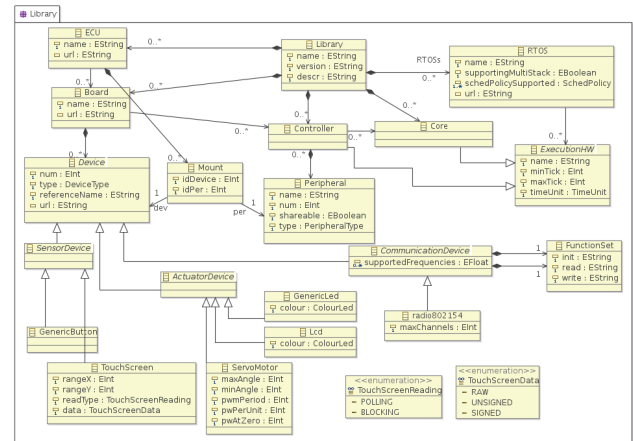 Library
ECU
name : EString
url : EString
0..*
Library
name : EString
version : EString
descr : EString
RTOSs
0..*
RTOS
name : EString
supportingMultiStack : EBoolean
schedPolicySupported : SchedPolicy
url : EString
0..*
Board
name : EString
url : EString
0..*
0..*
0..*
0..*
0..*
Controller
0..*
Core
0..*
ExecutionHW
name : EString
minTick : EInt
maxTick : EInt
timeUnit : TimeUnit
0..*
Device
num : EInt
type : DeviceType
referenceName : EString
url : EString
0..*
Mount
idDevice : EInt
idPer : EInt
1
dev
1
per
0..*
Peripheral
name : EString
num : EInt
shareable : EBoolean
type : PeripheralType
SensorDevice
ActuatorDevice
CommunicationDevice
supportedFrequencies : EFloat
1
1
FunctionSet
init : EString
read : EString
write : EString
GenericLed
colour : ColourLed
GenericButton
Lcd
colour : ColourLed
radio802154
maxChannels : EInt
TouchScreen
rangeX : EInt
rangeY : EInt
readType : TouchScreenReading
data : TouchScreenData
ServoMotor
maxAngle : EInt
minAngle : EInt
pwmPeriod : EInt
pwPerUnit : EInt
pwAtZero : EInt
<<enumeration>>
TouchScreenReading
POLLING
BLOCKING
<<enumeration>>
TouchScreenData
RAW
UNSIGNED
SIGNED